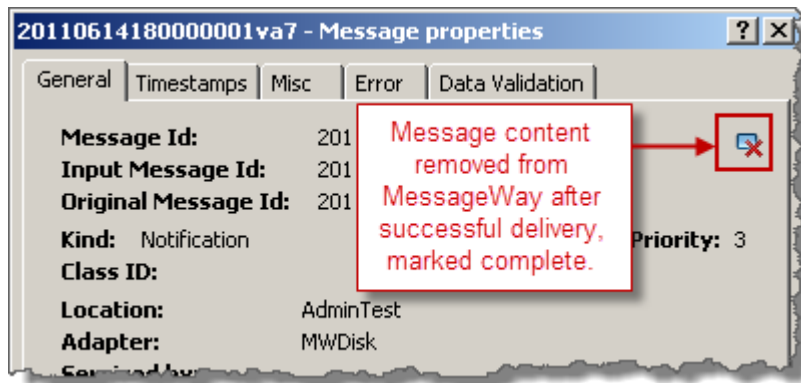 20110614180000001va7 - Message properties
General Timestamps Misc Error Data Validation
Message Id: 201
Input Message Id: 201
Original Message Id: 201
Message content
removed from
MessageWay after
successful delivery,
marked complete.
Kind: Notification Priority: 3
Class ID:
Location: AdminTest
Adapter: MWDisk